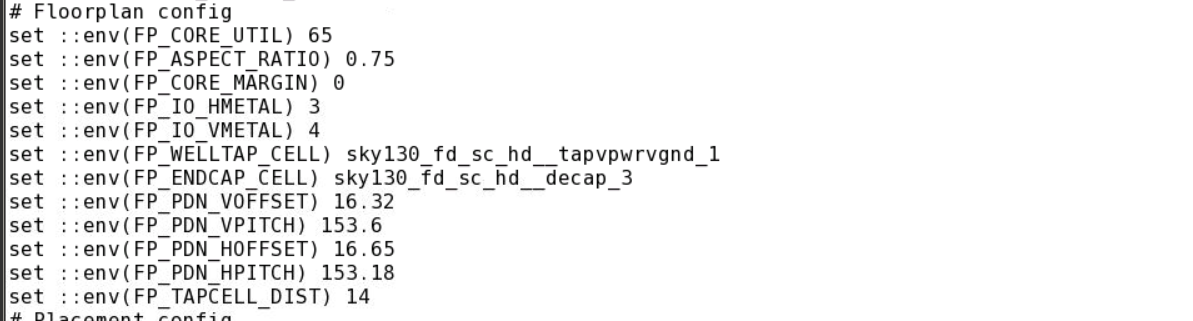 # Floorplan config
set ::env(FP_CORE_UTIL) 65
set ::env(FP_ASPECT_RATIO) 0.75
set ::env(FP_CORE_MARGIN) 0
set ::env(FP_IO_HMETAL) 3
set ::env(FP_IO_VMETAL) 4
set ::env(FP_WELLTAP_CELL) sky130_fd_sc_hd__tapvpwrvgnd_1
set ::env(FP_ENDCAP_CELL) sky130_fd_sc_hd__decap_3
set ::env(FP_PDN_VOFFSET) 16.32
set ::env(FP_PDN_VPITCH) 153.6
set ::env(FP_PDN_HOFFSET) 16.65
set ::env(FP_PDN_HPITCH) 153.18
set ::env(FP_TAPCELL_DIST) 14
# Placement config